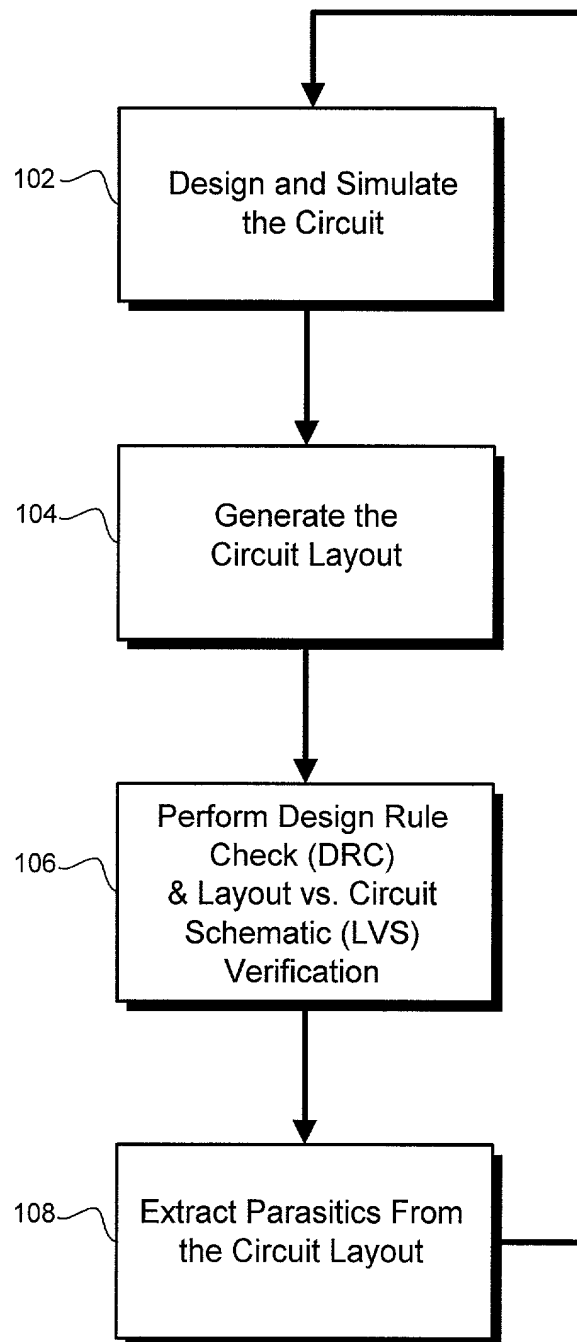 102
Design and Simulate
the Circuit
104
Generate the
Circuit Layout
106
Perform Design Rule
Check (DRC)
& Layout vs. Circuit
Schematic (LVS)
Verification
108
Extract Parasitics From
the Circuit Layout